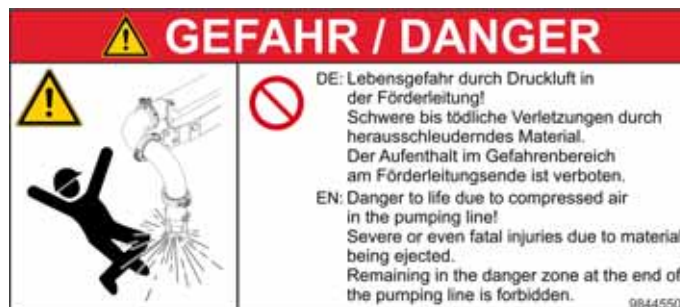 GEFAHR / DANGER
DE: Lebensgefahr durch Druckluft in
der Förderleitung!
Schwere bis tödliche Verletzungen durch
herausschleuderndes Material.
Der Aufenthalt im Gefahrenbereich
am Förderleitungsende ist verboten.
EN: Danger to life due to compressed air
in the pumping line!
Severe or even fatal injuries due to material
being ejected.
Remaining in the danger zone at the end of
the pumping line is forbidden.
9844550